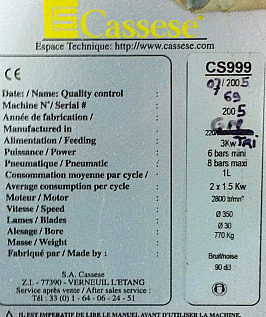 Cassese
Espace Technique: http://www.cassese.com
CS999
Date: / Name: Quality control : 07/2005
Machine N°/ Serial # : 69
Année de fabrication / : 2005
Manufactured in :
Alimentation / Feeding : TRI
Puissance / Power : 3Kw
Pneumatique / Pneumatic : 6 bars mini
8 bars maxi
Consommation moyenne par cycle / : 1L
Average consumption per cycle :
Moteur / Motor : 2 x 1.5 Kw
Vitesse / Speed : 2800 tr/mn"
Lames / Blades : Ø 350
Alesage / Bore : Ø 30
Masse / Weight : 770 Kg
Fabriqué par / Made by :
Bruit/noise
90 d3
S.A. Cassese
Z.I. - 77390 - VERNEUIL L'ETANG
Service après vente / After sales service :
Tél : 33 (0) 1 - 64 - 06 - 24 - 51
IL EST IMPERATIF DE LIRE LE MANUEL AVANT D'UTILISER LA MACHINE.